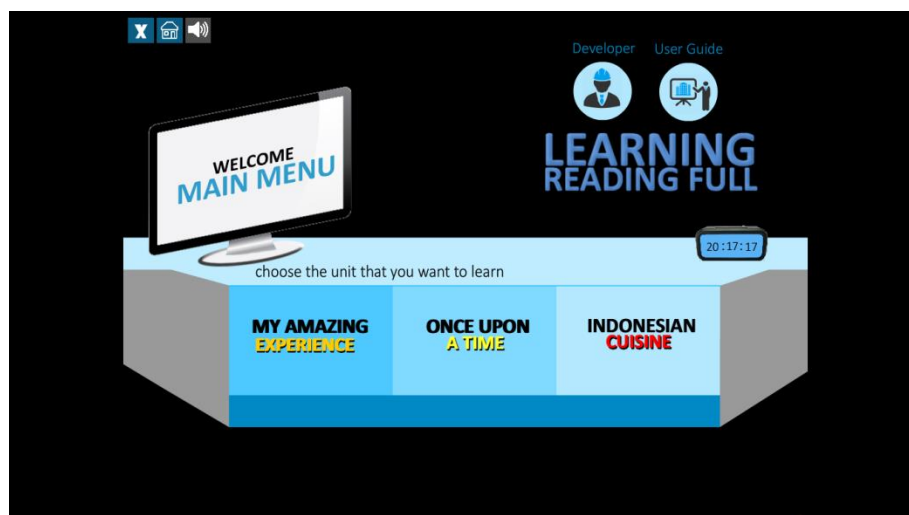 X
Developer User Guide
LEARNING
READING FULL
WELCOME
MAIN MENU
20:17:17
choose the unit that you want to learn
MY AMAZING
EXPERIENCE
ONCE UPON
A TIME
INDONESIAN
CUISINE